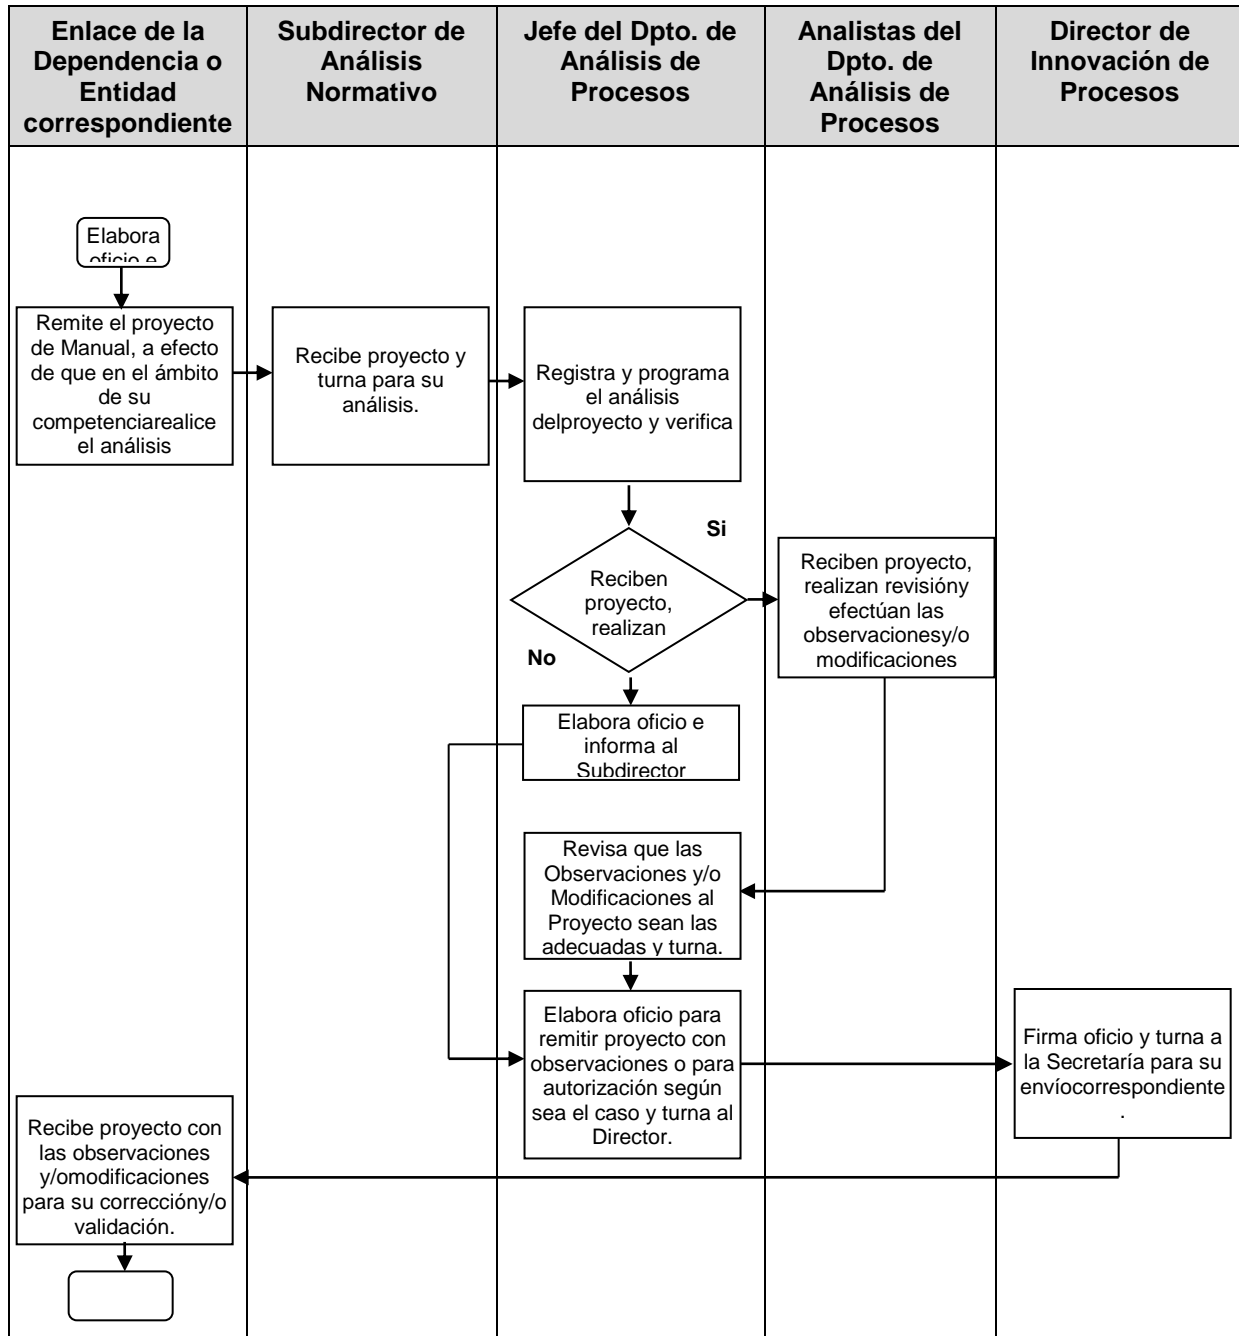 Enlace de la
Dependencia o
Entidad
correspondiente
Subdirector de
Análisis
Normativo
Jefe del Dpto. de
Análisis de
Procesos
Analistas del
Dpto. de
Análisis de
Procesos
Director de
Innovación de
Procesos
Elabora
oficio e
Remite el proyecto
de Manual, a efecto
de que en el ámbito
de su
competenciarealice
el análisis
Recibe proyecto y
turna para su
análisis.
Registra y programa
el análisis
delproyecto y verifica
Si
Reciben
proyecto,
realizan
No
Reciben proyecto,
realizan revisióny
efectúan las
observacionesy/o
modificaciones
Elabora oficio e
informa al
Subdirector
Revisa que las
Observaciones y/o
Modificaciones al
Proyecto sean las
adecuadas y turna.
Elabora oficio para
remitir proyecto con
observaciones o para
autorización según
sea el caso y turna al
Director.
Firma oficio y turna a
la Secretaría para su
envíocorrespondiente
.
Recibe proyecto con
las observaciones
y/omodificaciones
para su correccióny/o
validación.